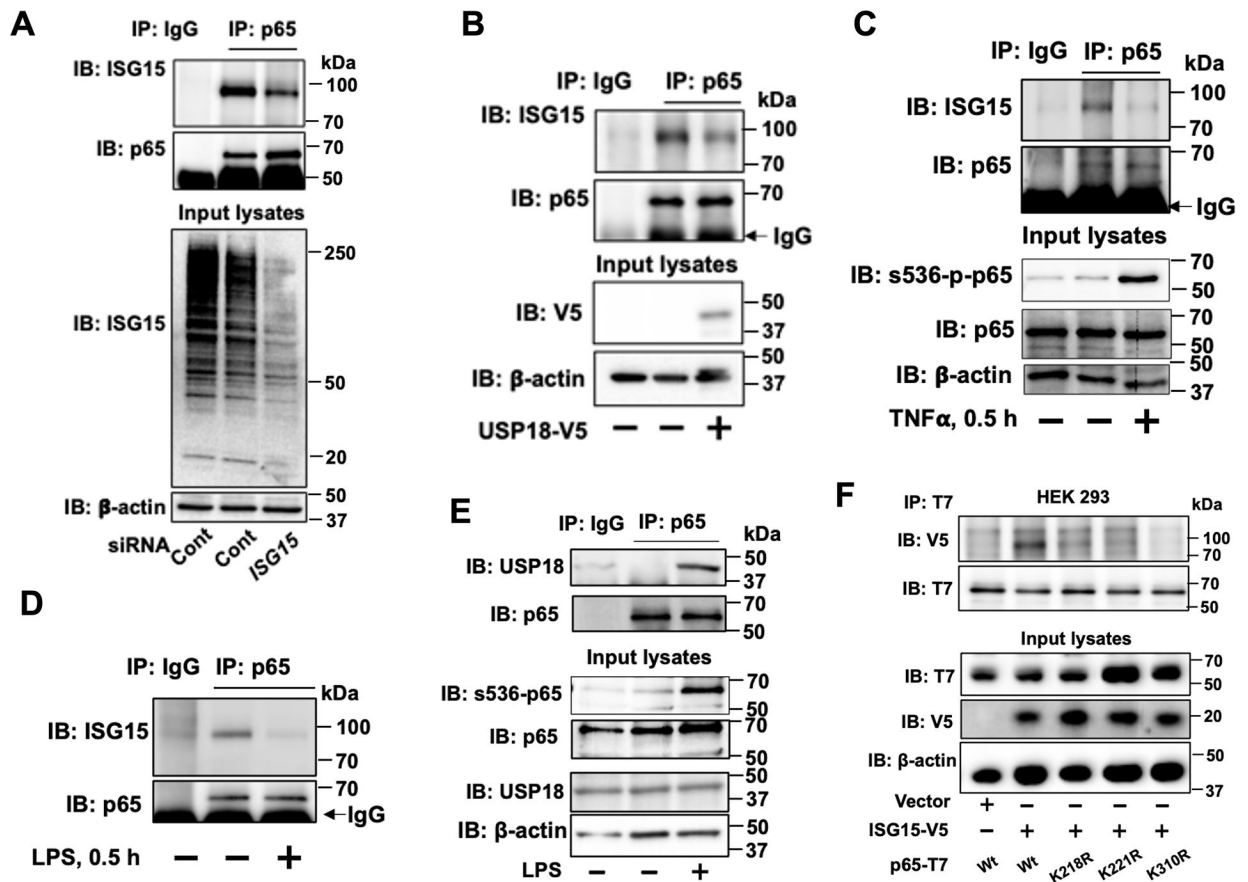 A
IP: IgG IP: p65
kDa
IB: ISG15
100
70
IB: p65
70
50
Input lysates
250
IB: ISG15
50
20
IB: β-actin
50
37
siRNA Cont Cont ISG15
B
IP: IgG IP: p65
kDa
IB: ISG15
100
70
IB: p65
70
IgG
Input lysates
IB: V5
50
37
IB: β-actin
50
37
USP18-V5 − − +
C
IP: IgG IP: p65
kDa
IB: ISG15
100
70
IB: p65
70
IgG
Input lysates
IB: s536-p-p65
70
50
IB: p65
70
50
IB: β-actin
50
37
TNFα, 0.5 h − − +
D
IP: IgG IP: p65
kDa
IB: ISG15
100
70
IB: p65
70
IgG
LPS, 0.5 h − − +
E
IP: IgG IP: p65
kDa
IB: USP18
50
37
IB: p65
70
50
Input lysates
IB: s536-p65
70
50
IB: p65
70
50
IB: USP18
50
37
IB: β-actin
50
37
LPS − − +
F
IP: T7 HEK 293
kDa
IB: V5
100
70
IB: T7
70
50
Input lysates
IB: T7
70
50
IB: V5
20
IB: β-actin
50
37
Vector + − − − −
ISG15-V5 − + + + +
p65-T7 Wt Wt K218R K221R K310R